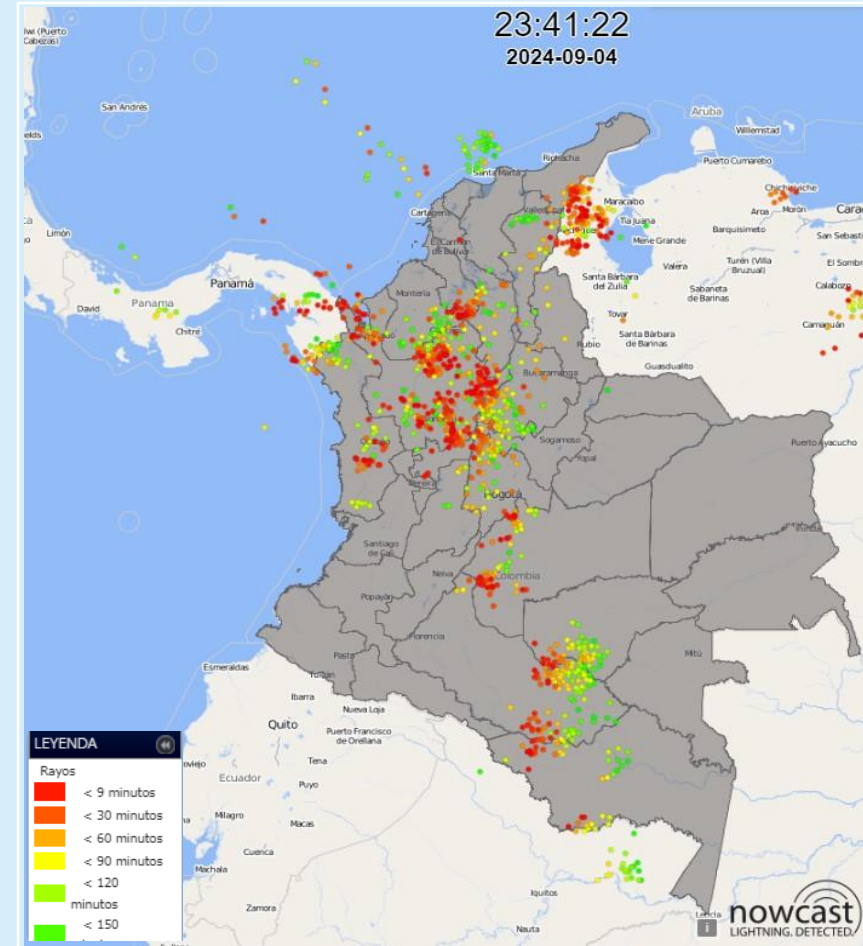 23:41:22
2024-09-04
San Andrés
Aruba
Willemstad
Riohacha
Puerto Cumarebo
Santa Marta
Maracaibo
Chichiriviche
Cartagena
Tia Juana
Aroa
Morón
Barquisimeto
Limón
El Carmen
de Bolívar
Mene Grande
San Sebasti
Panamá
Valera
Turén (Villa
Bruzual)
El Sombr
Santa Bárbara
del Zulia
Sabaneta
de Barinas
Calabozo
David
Panama
Montería
Chitré
Tovar
Camaguán
Santa Bárbara
de Barinas
Rubio
Guasdualito
Bucaramanga
Sogamoso
Puerto Ayacucho
Yopal
Pereira
Bogotá
Santiago
de Cali
Neiva
Colombia
Popayán
Florencia
Mitú
Esmeraldas
Pasto
Ibarra
Nueva Loja
Quito
Puerto Francisco
de Orellana
Tena
Ecuador
Puyo
Milagro
Macas
Cuenca
Machala
Iquitos
Zamora
Nauta
Leticia
LEYENDA
Rayos
< 9 minutos
< 30 minutos
< 60 minutos
< 90 minutos
< 120
minutos
< 150
nowcast
LIGHTNING. DETECTED.